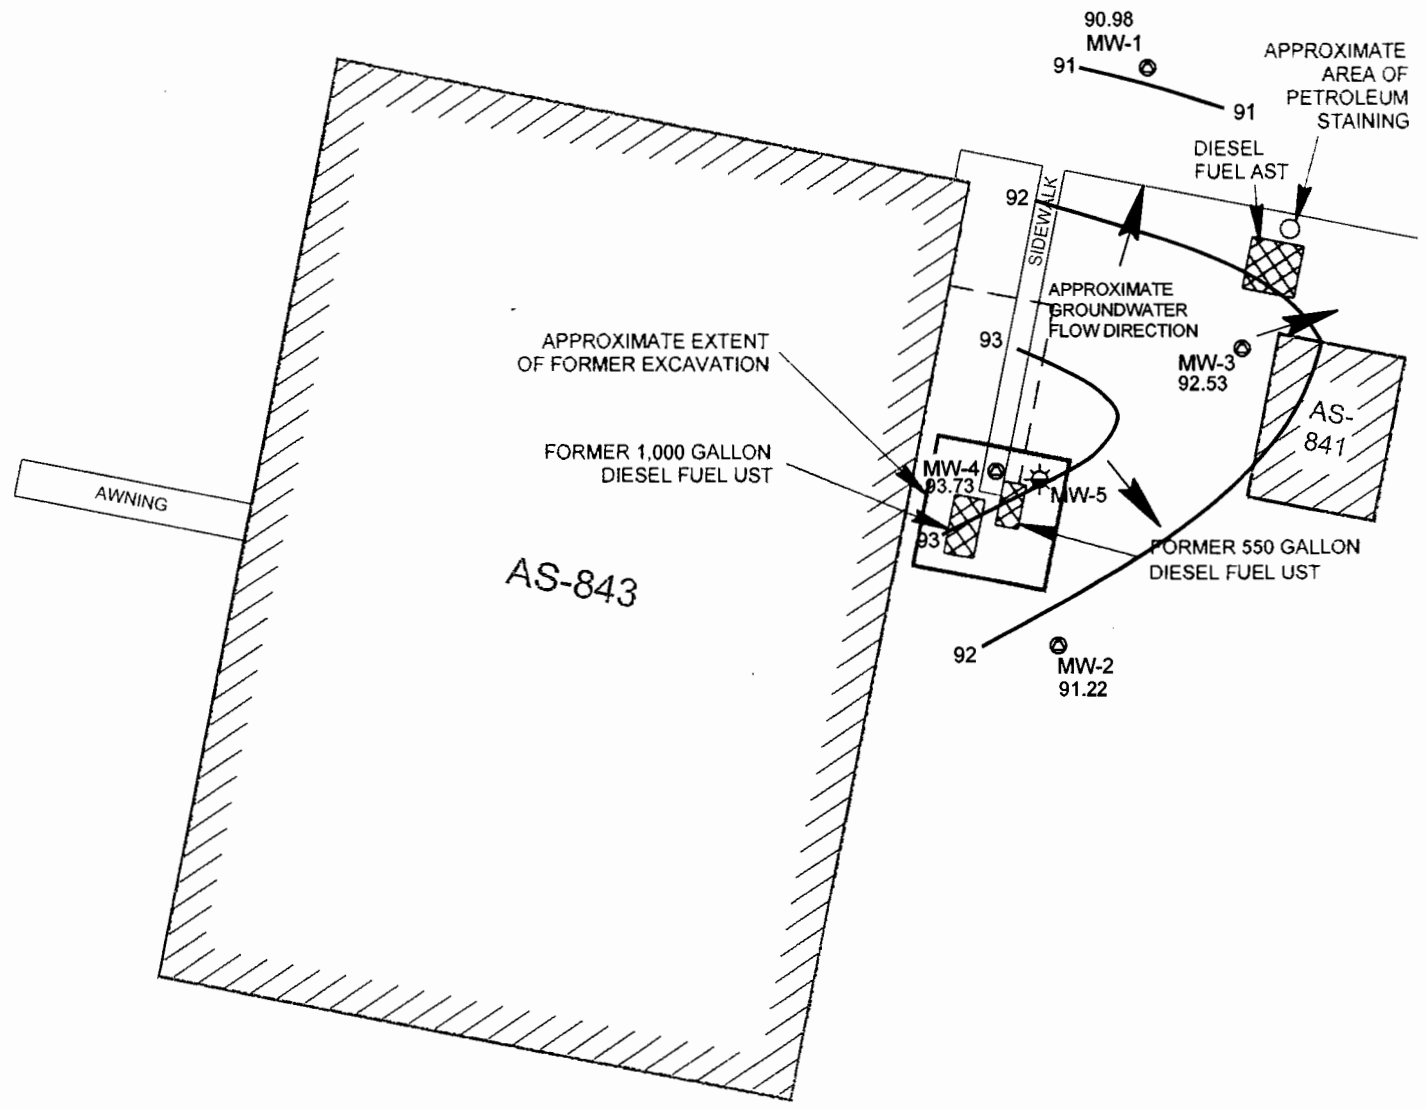 90.98
MW-1
91
91
APPROXIMATE
AREA OF
PETROLEUM
STAINING
DIESEL
FUEL AST
92
SIDEWALK
APPROXIMATE
GROUNDWATER
FLOW DIRECTION
93
APPROXIMATE EXTENT
OF FORMER EXCAVATION
MW-3
92.53
AS-
841
FORMER 1,000 GALLON
DIESEL FUEL UST
MW-4
93.73
MW-5
AWNING
93
FORMER 550 GALLON
DIESEL FUEL UST
AS-843
92
MW-2
91.22